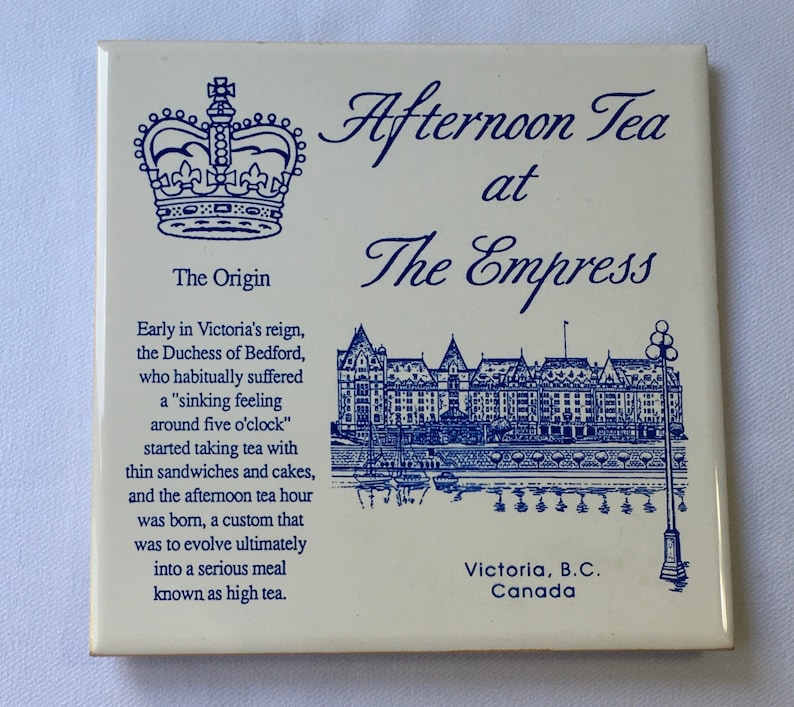 Afternoon Tea
at
The Empress
The Origin
Early in Victoria's reign,
the Duchess of Bedford,
who habitually suffered
a "sinking feeling
around five o'clock"
started taking tea with
thin sandwiches and cakes,
and the afternoon tea hour
was born, a custom that
was to evolve ultimately
into a serious meal
known as high tea.
Victoria, B.C.
Canada